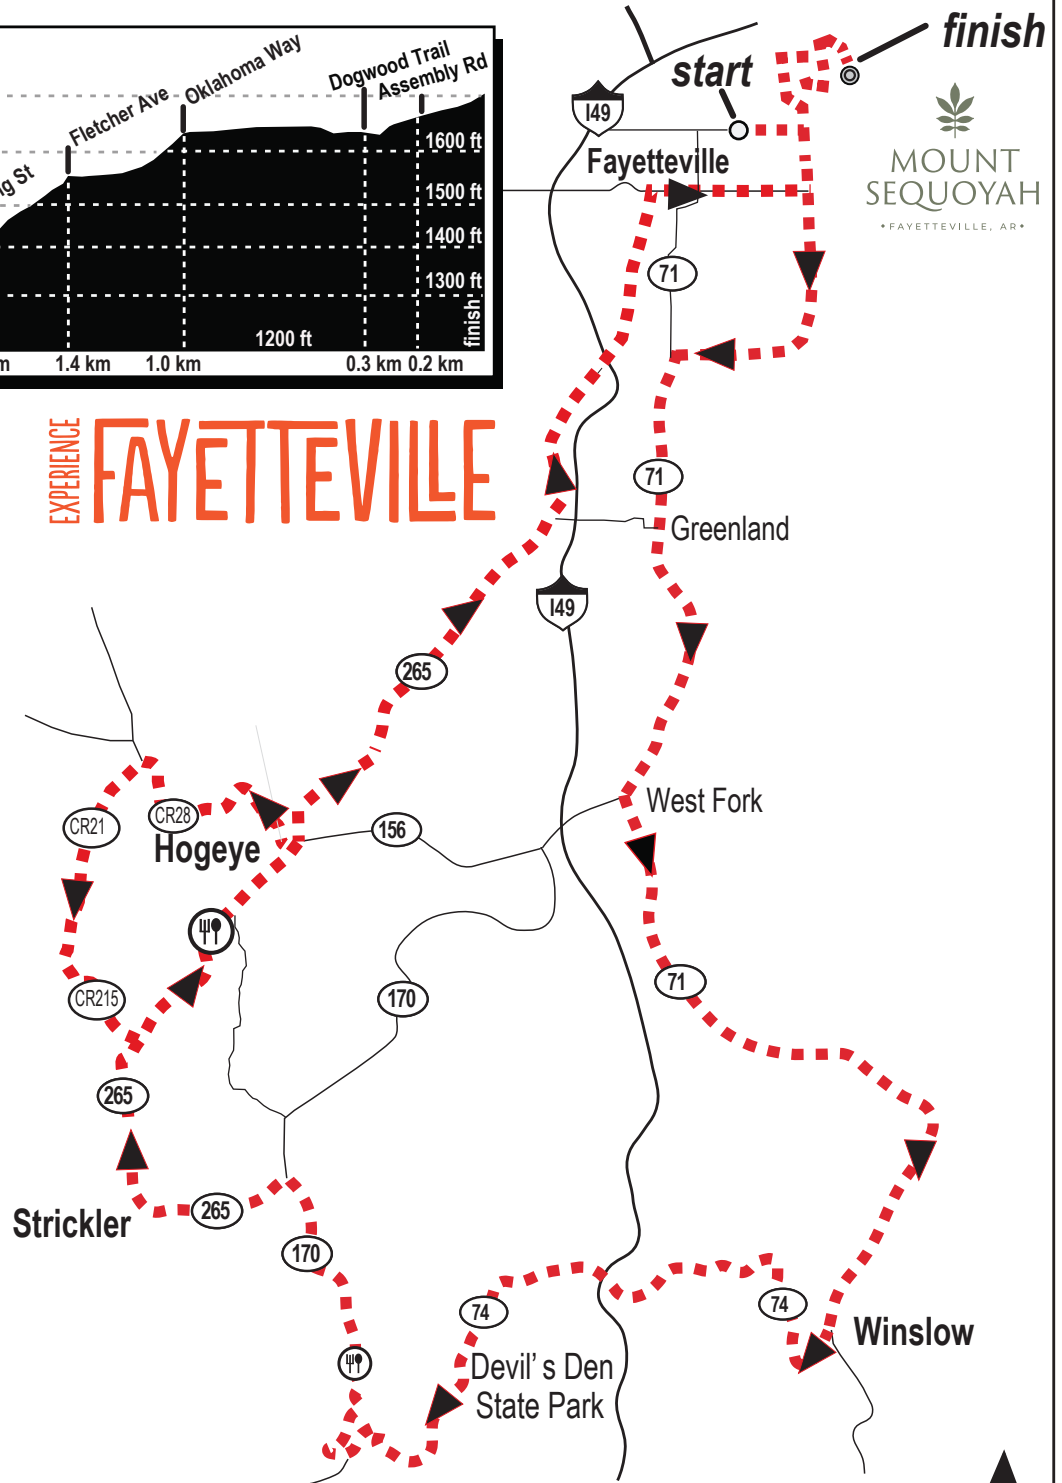 finish
start
I49
Fayetteville
MOUNT
SEQUOYAH
•FAYETTEVILLE, AR•
Fletcher Ave
Oklahoma Way
Dogwood Trail
Assembly Rd
g St
1600 ft
1500 ft
1400 ft
1300 ft
1200 ft
finish
m
1.4 km
1.0 km
0.3 km
0.2 km
EXPERIENCE
FAYETTEVILLE
71
71
Greenland
I49
265
West Fork
CR21
CR28
Hogeye
156
71
CR215
170
265
Strickler
265
170
74
74
Winslow
Devil's Den
State Park